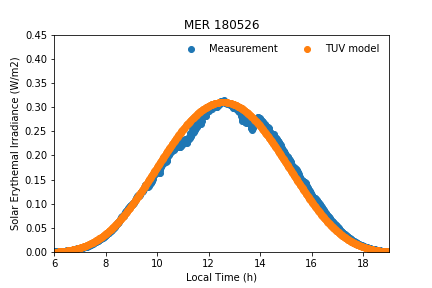 MER 180526
Measurement
TUV model
Solar Erythemal Irradiance (W/m2)
0.45
0.40
0.35
0.30
0.25
0.20
0.15
0.10
0.05
0.00
6 8 10 12 14 16 18
Local Time (h)